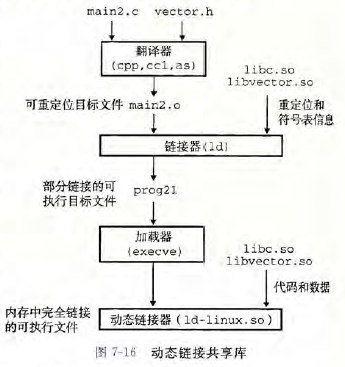 main2.c vector.h
翻译器
(cpp,cc1,as)
libc.so
libvector.so
可重定位目标文件 main2.o
重定位和
符号表信息
链接器(ld)
部分链接的可
执行目标文件
prog21
加载器
(execve)
libc.so
libvector.so
代码和数据
内存中完全链接
的可执行文件
动态链接器(ld-linux.so)
图 7-16 动态链接共享库